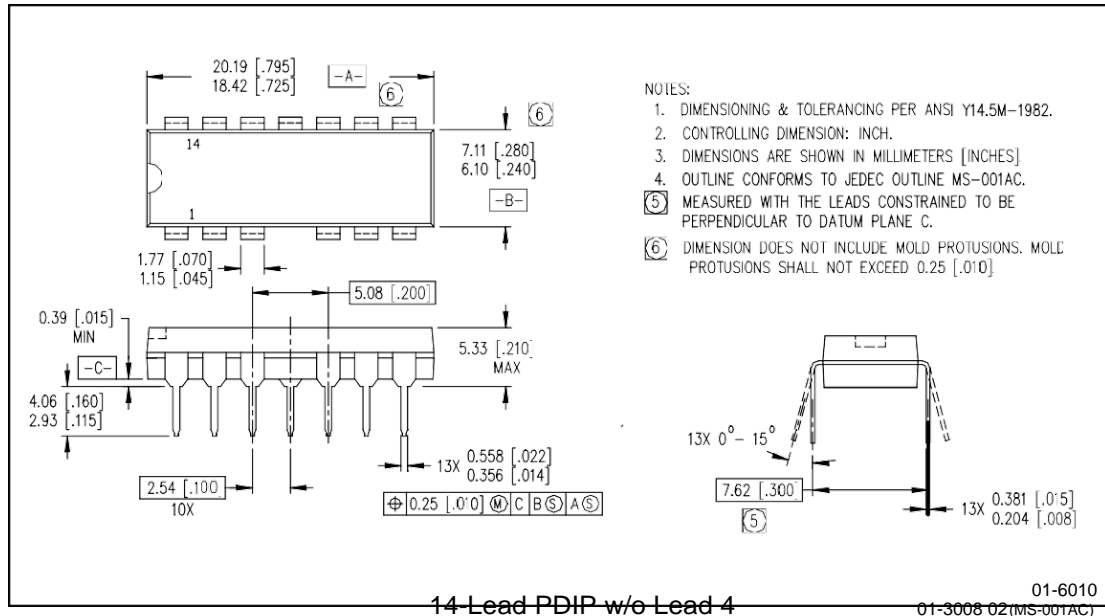 20.19 [.795]
18.42 [.725]
-A-
6
6
14
1
7.11 [.280]
6.10 [.240]
-B-
1.77 [.070]
1.15 [.045]
5.08 [.200]
0.39 [.015]
MIN
-C-
5.33 [.210]
MAX
4.06 [.160]
2.93 [.115]
13X 0.558 [.022]
0.356 [.014]
2.54 [.100]
10X
⌖ 0.25 [.010] Ⓜ C B Ⓢ A Ⓢ
NOTES:
1. DIMENSIONING & TOLERANCING PER ANSI Y14.5M-1982.
2. CONTROLLING DIMENSION: INCH.
3. DIMENSIONS ARE SHOWN IN MILLIMETERS [INCHES]
4. OUTLINE CONFORMS TO JEDEC OUTLINE MS-001AC.
5 MEASURED WITH THE LEADS CONSTRAINED TO BE
PERPENDICULAR TO DATUM PLANE C.
6 DIMENSION DOES NOT INCLUDE MOLD PROTUSIONS. MOLD
PROTUSIONS SHALL NOT EXCEED 0.25 [.010]
13X 0°- 15°
7.62 [.300]
5
13X 0.381 [.015]
0.204 [.008]
14-Lead PDIP w/o Lead 4
01-6010
01-3008 02 (MS-001AC)